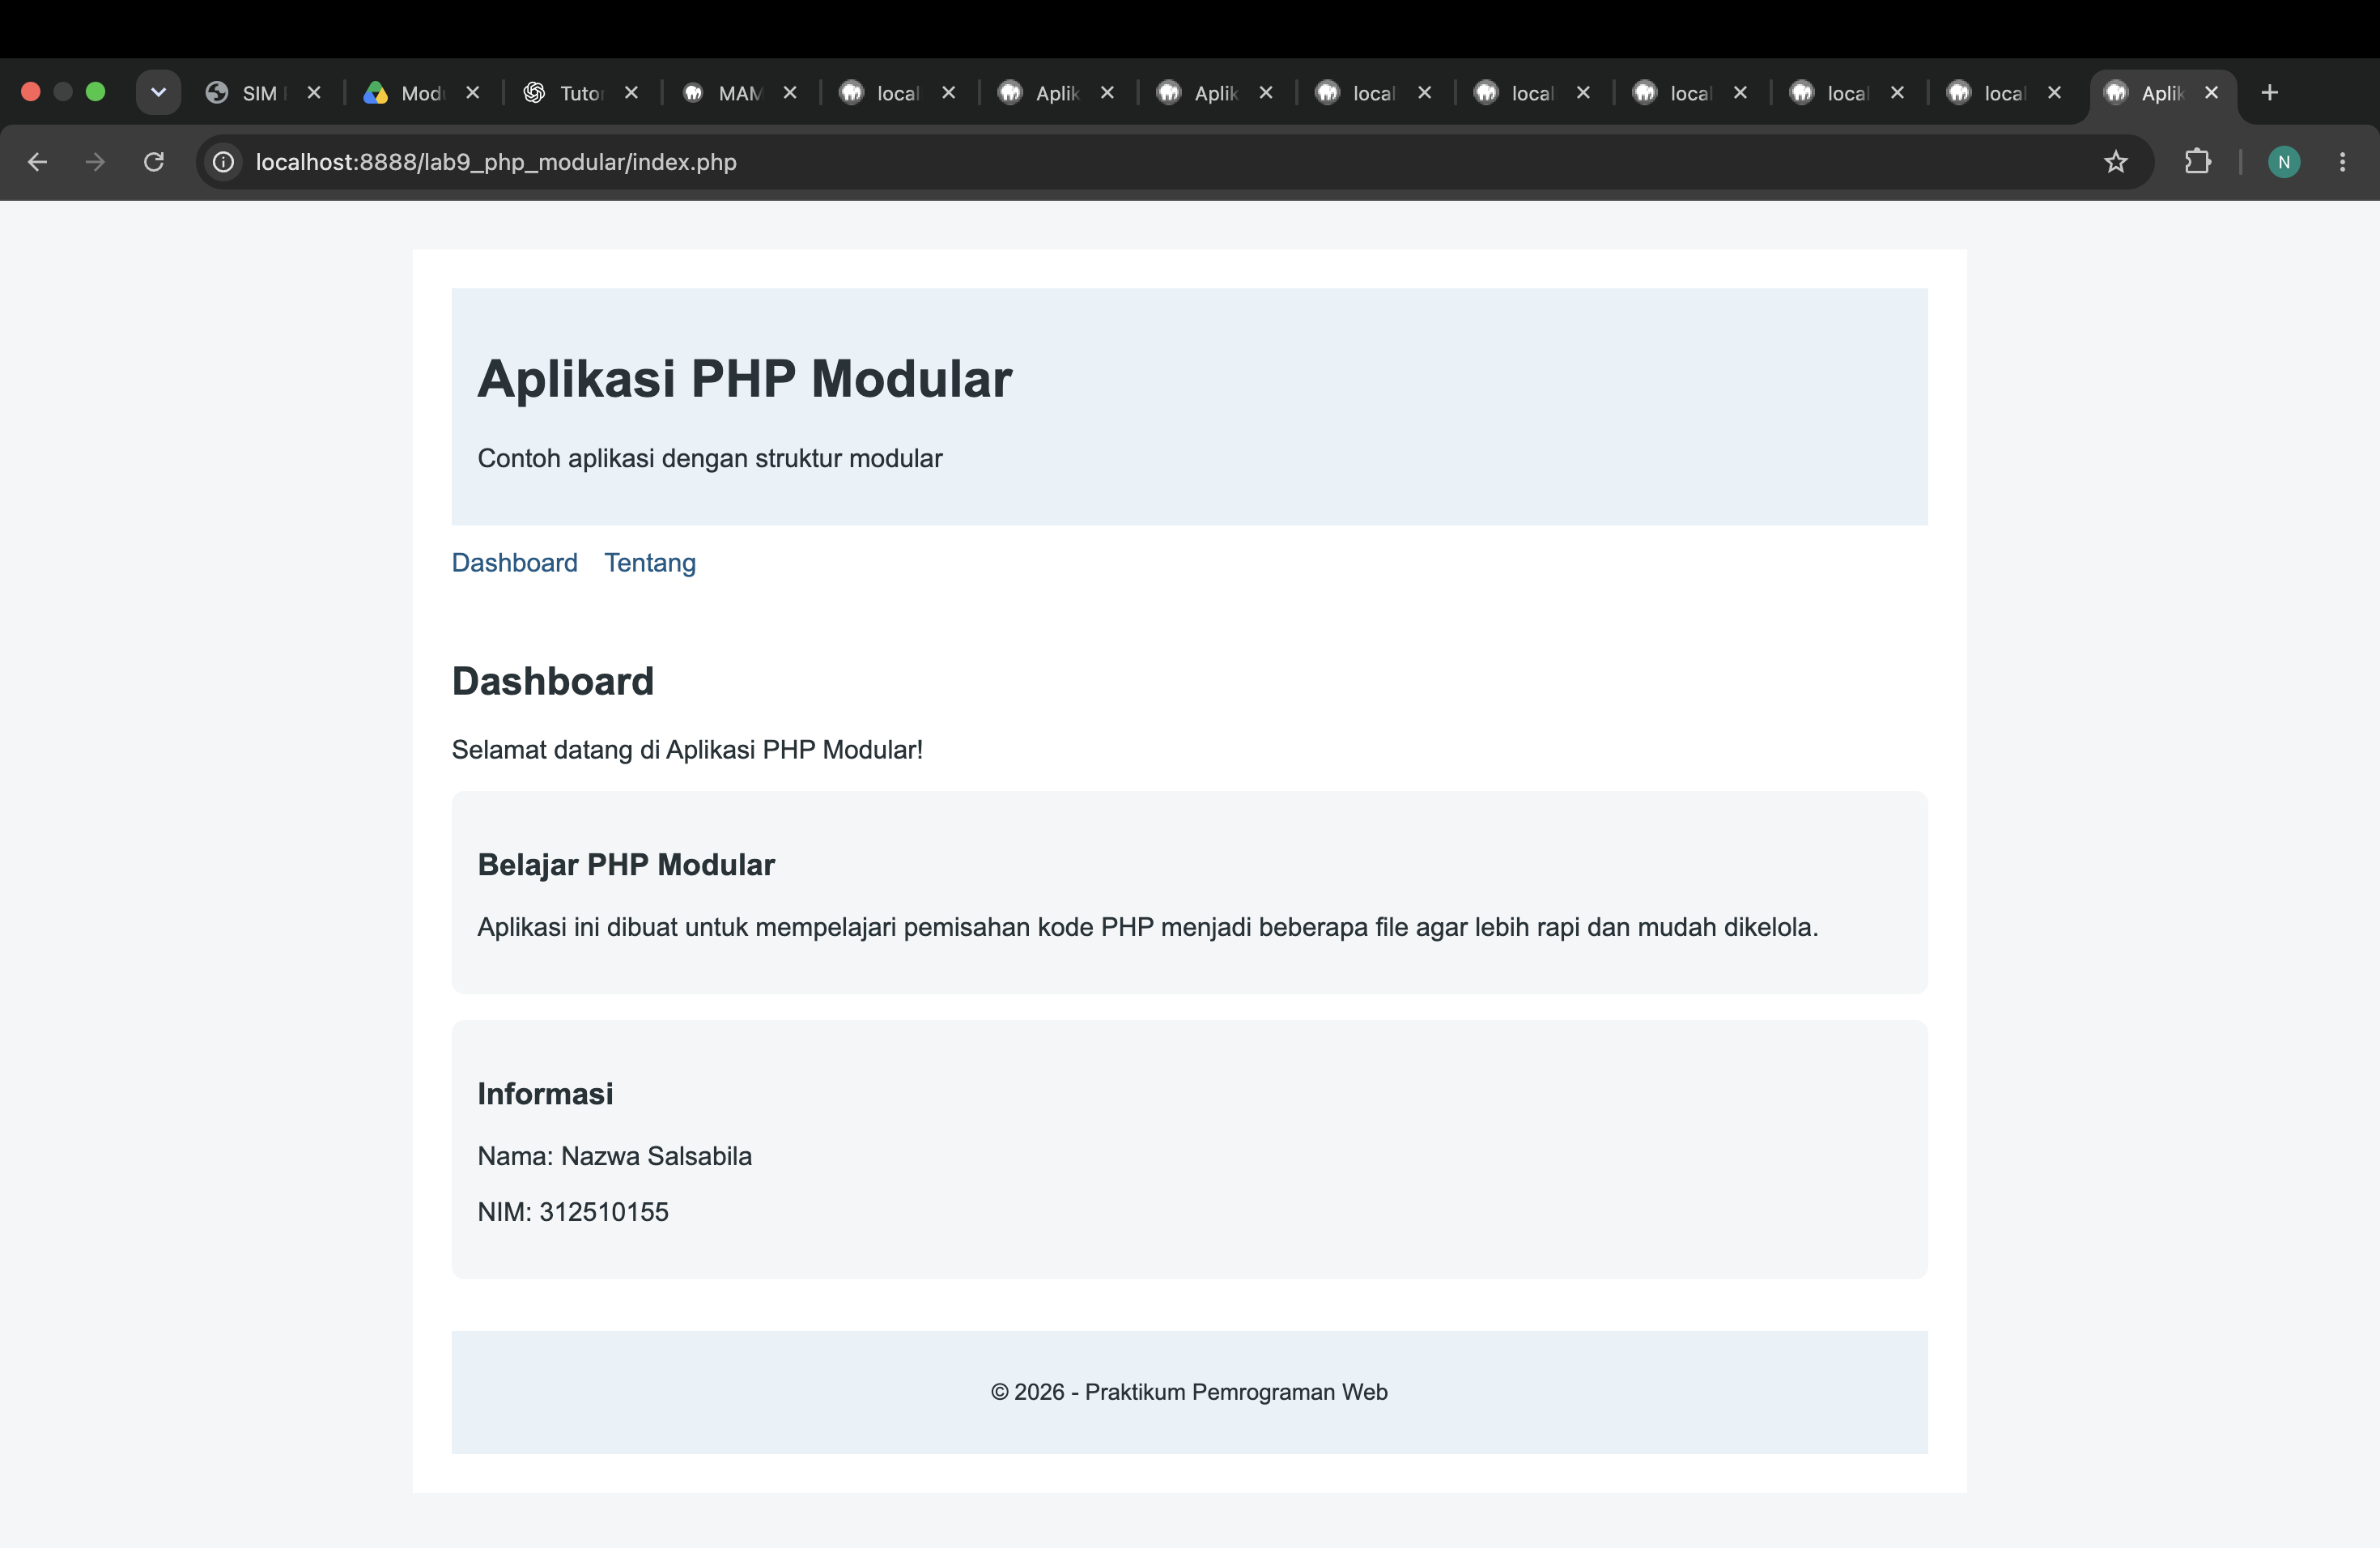 SIM
Modu
Tutor
MAM
local
Aplik
Aplik
local
local
local
local
local
Aplik
localhost:8888/lab9_php_modular/index.php
N
Aplikasi PHP Modular
Contoh aplikasi dengan struktur modular
Dashboard Tentang
Dashboard
Selamat datang di Aplikasi PHP Modular!
Belajar PHP Modular
Aplikasi ini dibuat untuk mempelajari pemisahan kode PHP menjadi beberapa file agar lebih rapi dan mudah dikelola.
Informasi
Nama: Nazwa Salsabila
NIM: 312510155
© 2026 - Praktikum Pemrograman Web